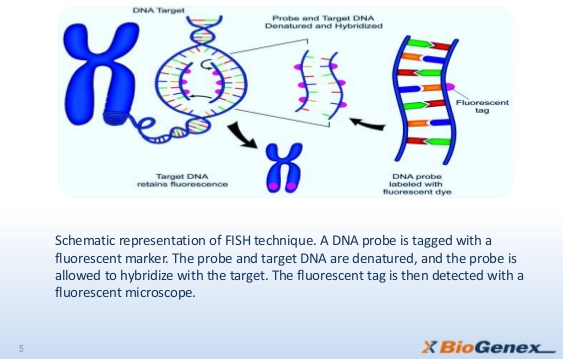 DNA Target
Probe and Target DNA
Denatured and Hybridized
Fluorescent
tag
Target DNA
retains fluorescence
DNA probe
labeled with
fluorescent dye
Schematic representation of FISH technique. A DNA probe is tagged with a
fluorescent marker. The probe and target DNA are denatured, and the probe is
allowed to hybridize with the target. The fluorescent tag is then detected with a
fluorescent microscope.
5
BioGenex